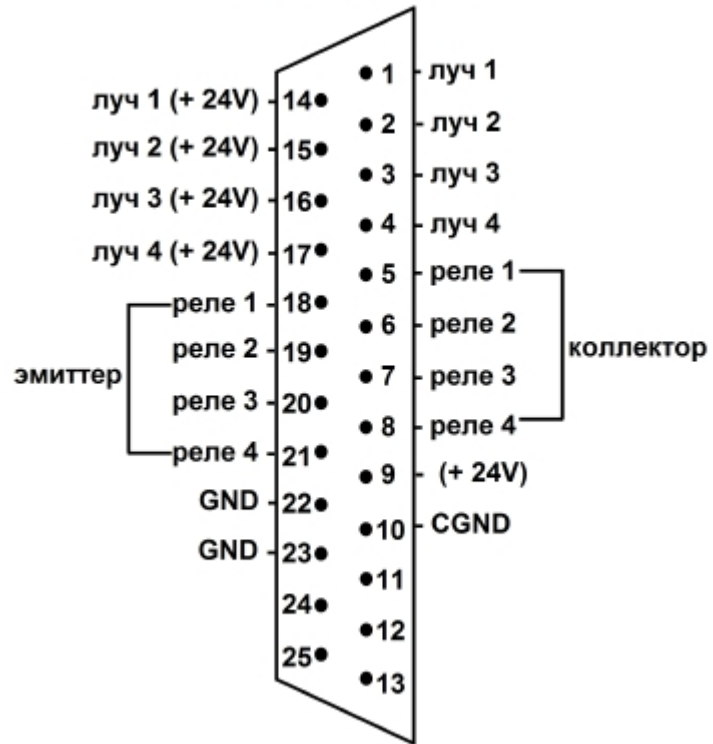 1 луч 1
луч 1 (+ 24V) 14
2 луч 2
луч 2 (+ 24V) 15
3 луч 3
луч 3 (+ 24V) 16
4 луч 4
луч 4 (+ 24V) 17
5 реле 1
реле 1 18
6 реле 2
реле 2 19
коллектор
эмиттер
7 реле 3
реле 3 20
8 реле 4
реле 4 21
9 (+ 24V)
GND 22
10 CGND
GND 23
11
24
12
25
13